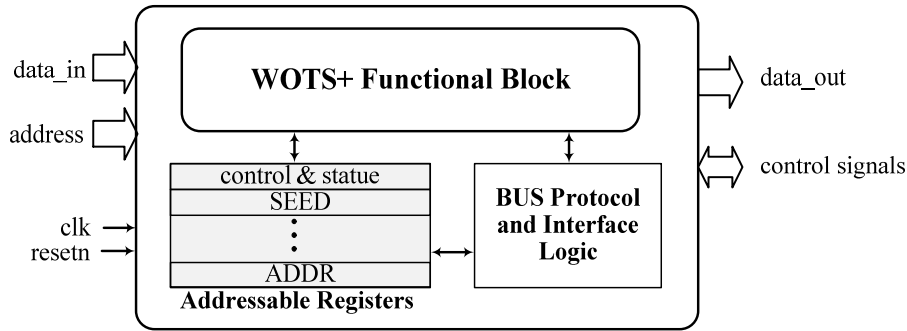 data_in
address
clk
resetn
WOTS+ Functional Block
control & statue
SEED
ADDR
Addressable Registers
BUS Protocol
and Interface
Logic
data_out
control signals